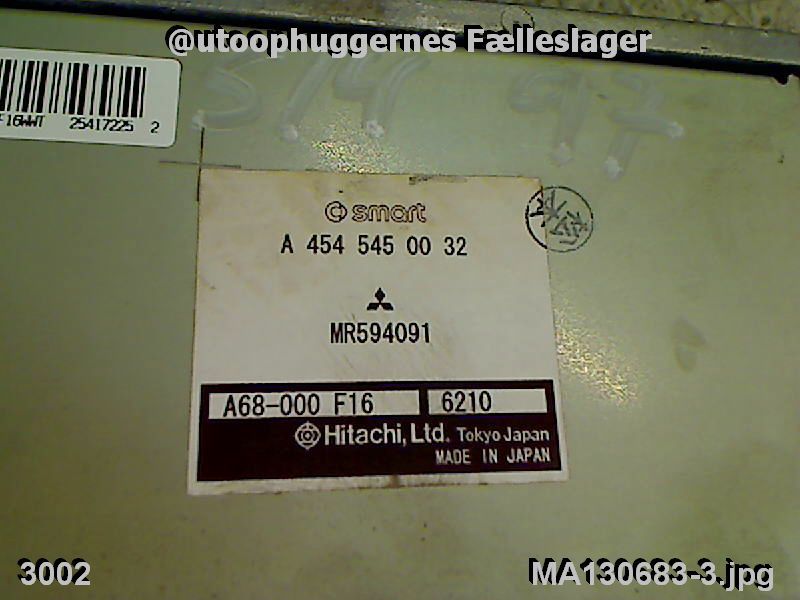 @utoophuggernes Fælleslager
F16WWT 25417225 2
smart
A 454 545 00 32
MR594091
A68-000 F16 6210
Hitachi, Ltd. Tokyo Japan
MADE IN JAPAN
3002 MA130683-3.jpg